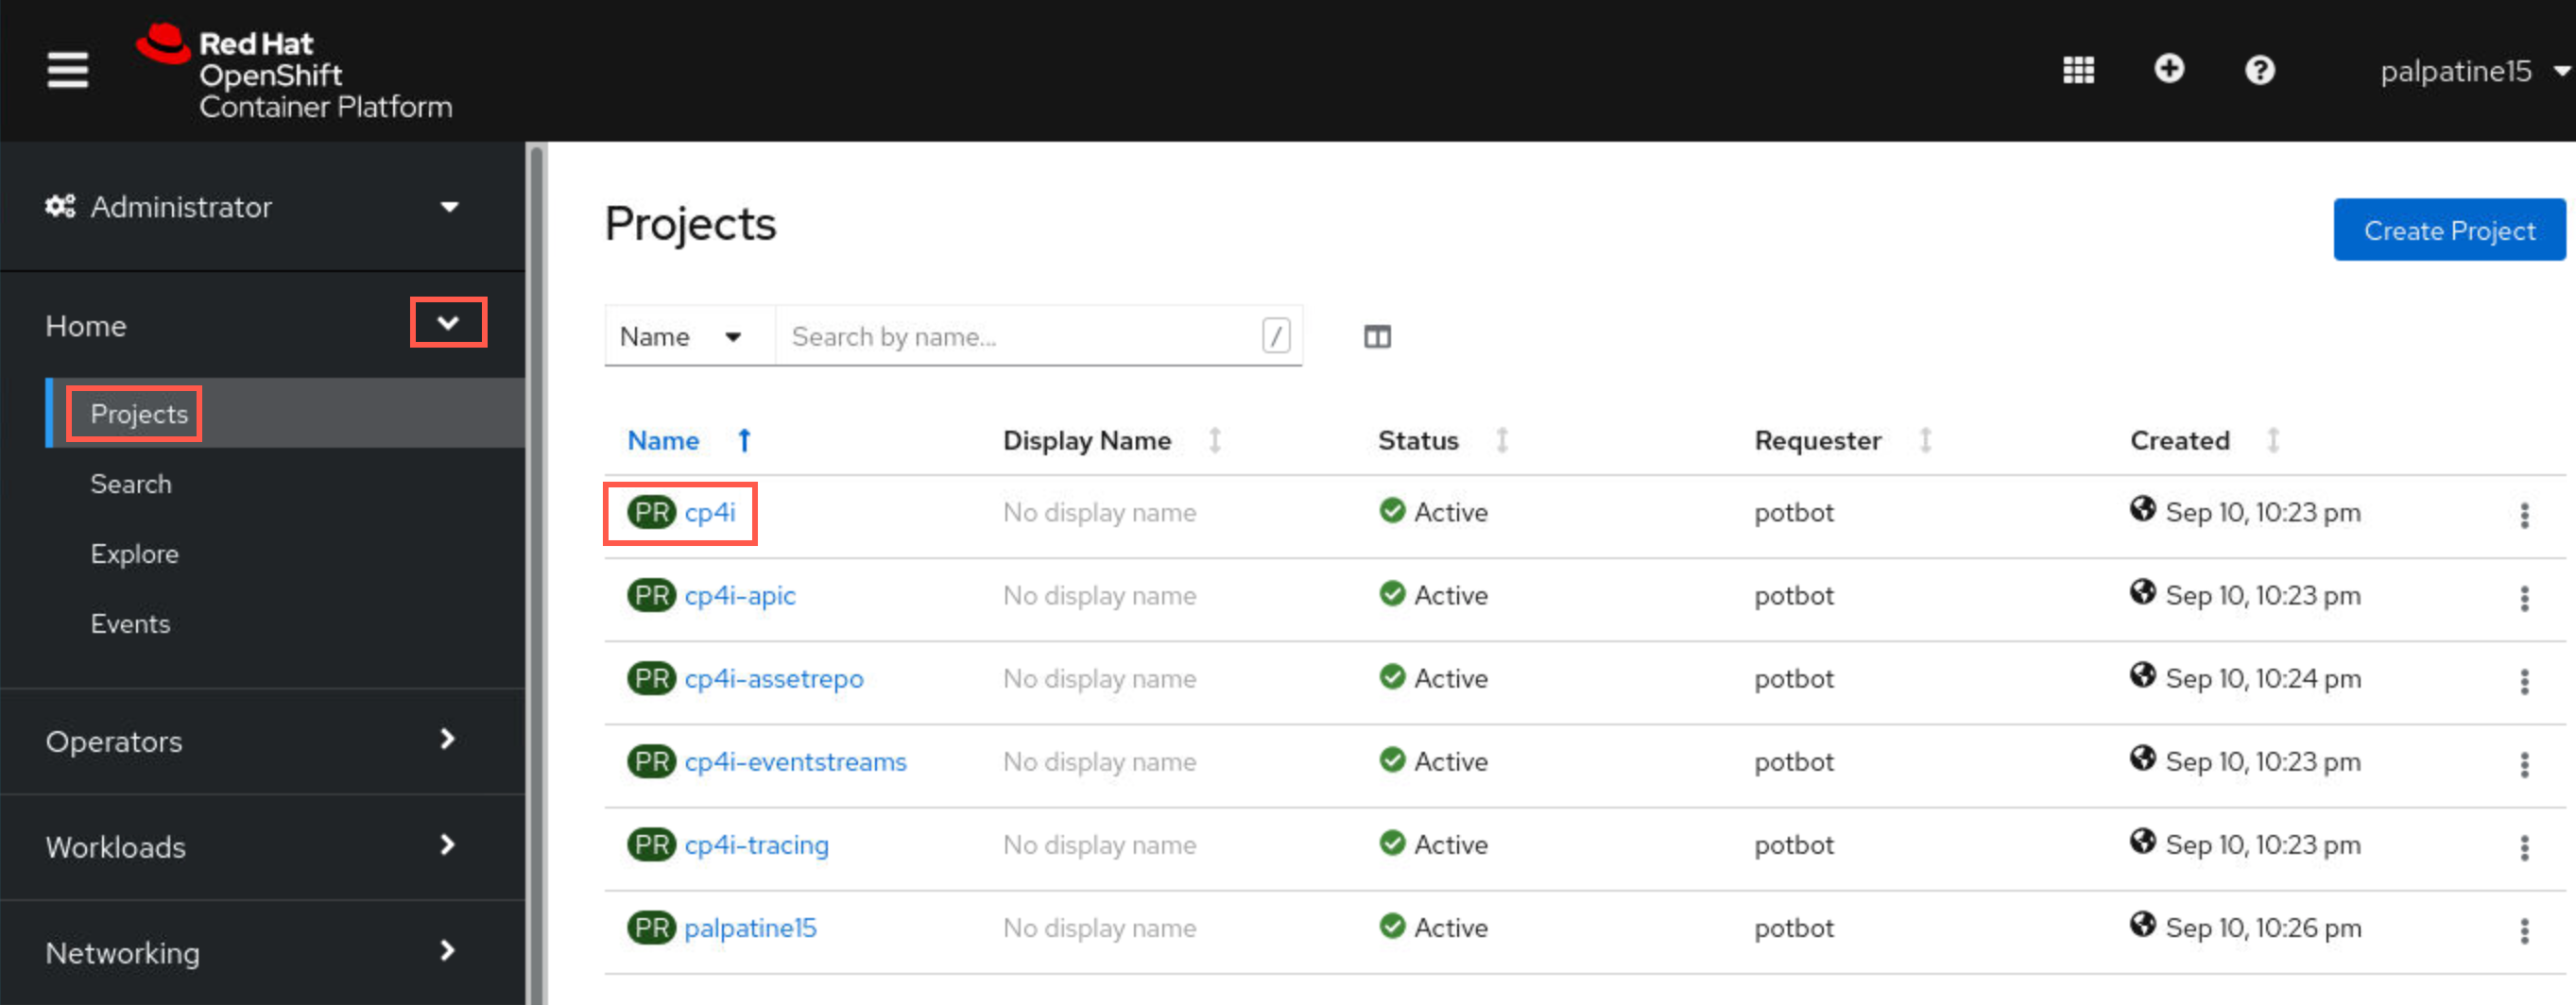 Red Hat
OpenShift
Container Platform
palpatine15
Administrator
Home
Projects
Search
Explore
Events
Operators
Workloads
Networking
Projects
Create Project
Name
Search by name...
/
Name Display Name Status Requester Created
PR cp4i No display name Active potbot Sep 10, 10:23 pm
PR cp4i-apic No display name Active potbot Sep 10, 10:23 pm
PR cp4i-assetrepo No display name Active potbot Sep 10, 10:24 pm
PR cp4i-eventstreams No display name Active potbot Sep 10, 10:23 pm
PR cp4i-tracing No display name Active potbot Sep 10, 10:23 pm
PR palpatine15 No display name Active potbot Sep 10, 10:26 pm